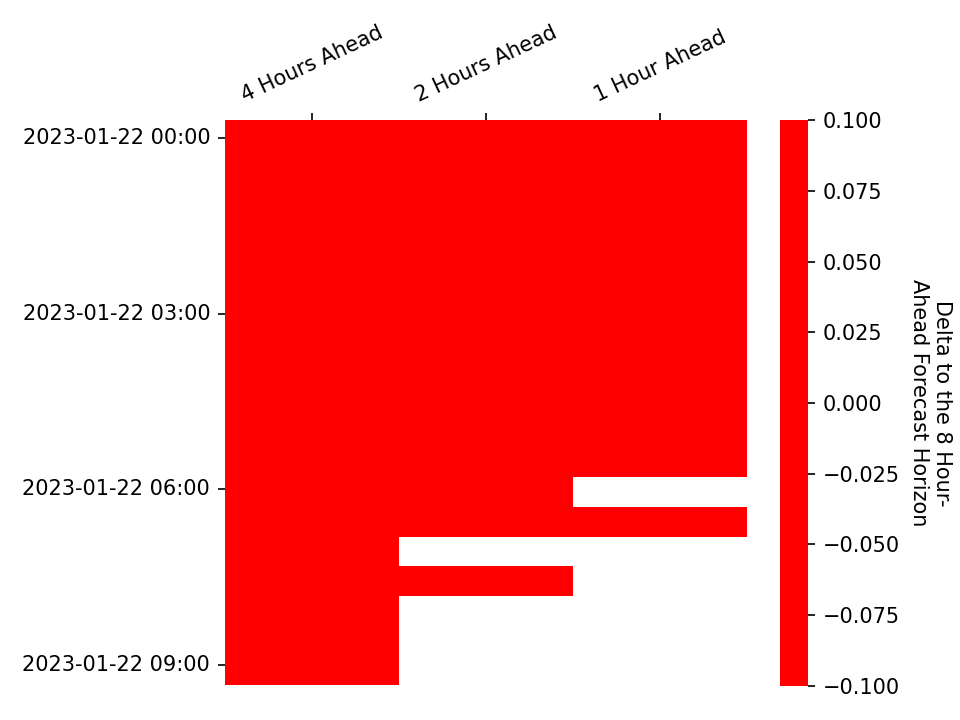 4 Hours Ahead
2 Hours Ahead
1 Hour Ahead
2023-01-22 00:00
2023-01-22 03:00
2023-01-22 06:00
2023-01-22 09:00
0.100
0.075
0.050
0.025
0.000
−0.025
−0.050
−0.075
−0.100
Delta to the 8 Hour-
Ahead Forecast Horizon